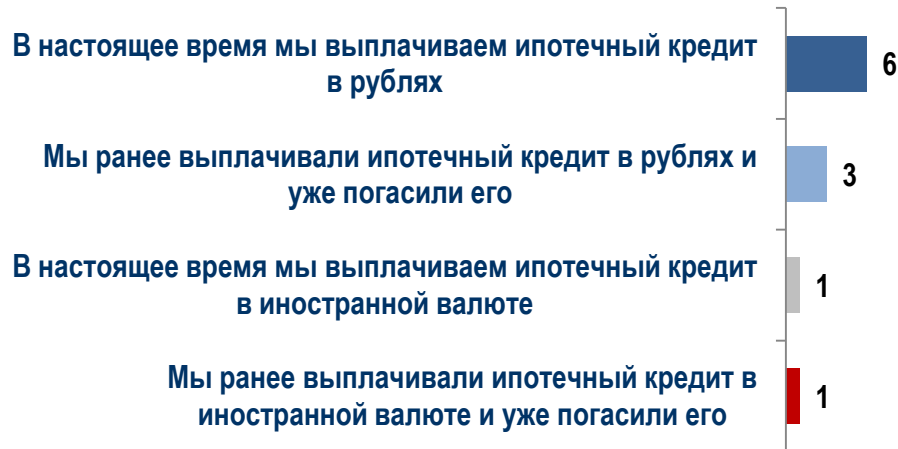 В настоящее время мы выплачиваем ипотечный кредит
в рублях
6
Мы ранее выплачивали ипотечный кредит в рублях и
уже погасили его
3
В настоящее время мы выплачиваем ипотечный кредит
в иностранной валюте
1
Мы ранее выплачивали ипотечный кредит в
иностранной валюте и уже погасили его
1